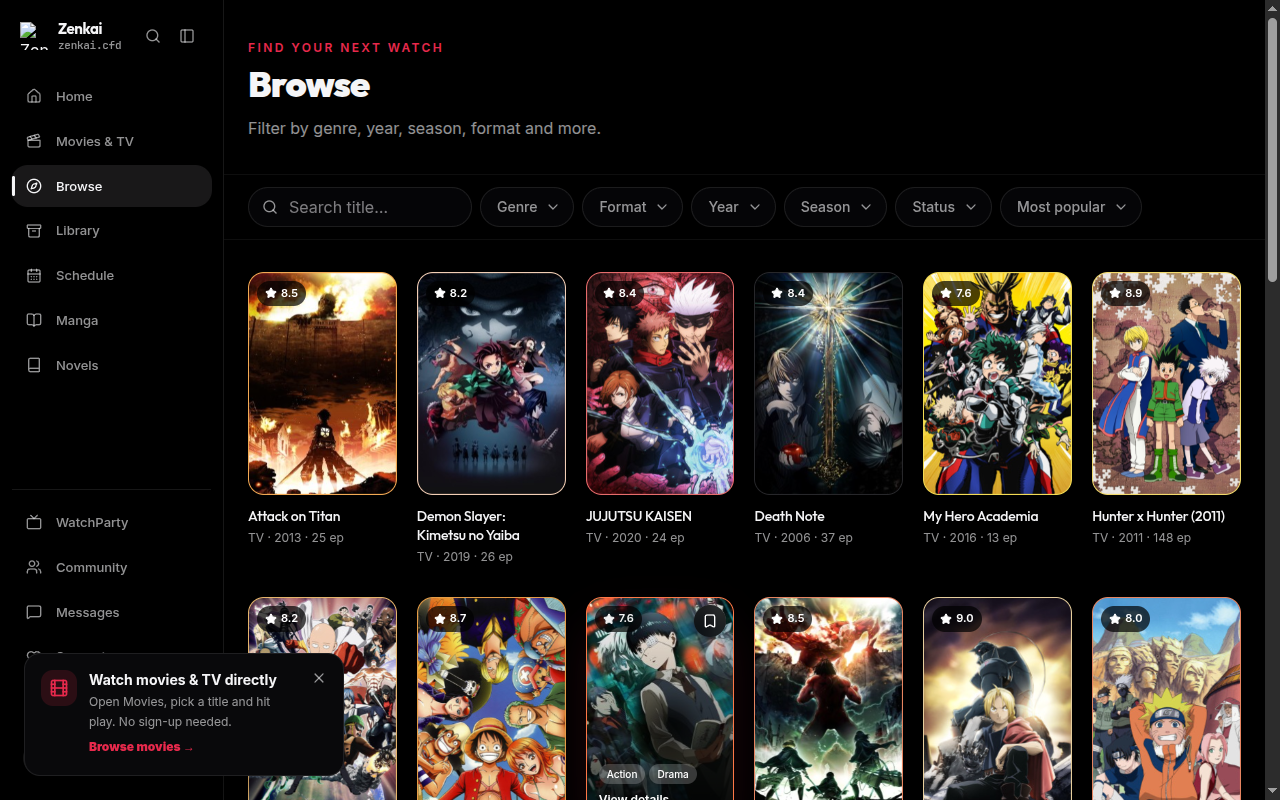 Zenkai
zenkai.cfd
Home
Movies & TV
Browse
Library
Schedule
Manga
Novels
WatchParty
Community
Messages
FIND YOUR NEXT WATCH
Browse
Filter by genre, year, season, format and more.
Search title...
Genre
Format
Year
Season
Status
Most popular
8.5
8.2
8.4
8.4
7.6
8.9
Attack on Titan
TV · 2013 · 25 ep
Demon Slayer:
Kimetsu no Yaiba
TV · 2019 · 26 ep
JUJUTSU KAISEN
TV · 2020 · 24 ep
Death Note
TV · 2006 · 37 ep
My Hero Academia
TV · 2016 · 13 ep
Hunter x Hunter (2011)
TV · 2011 · 148 ep
8.2
8.7
7.6
8.5
9.0
8.0
Action
Drama
View details
Watch movies & TV directly
Open Movies, pick a title and hit
play. No sign-up needed.
Browse movies →